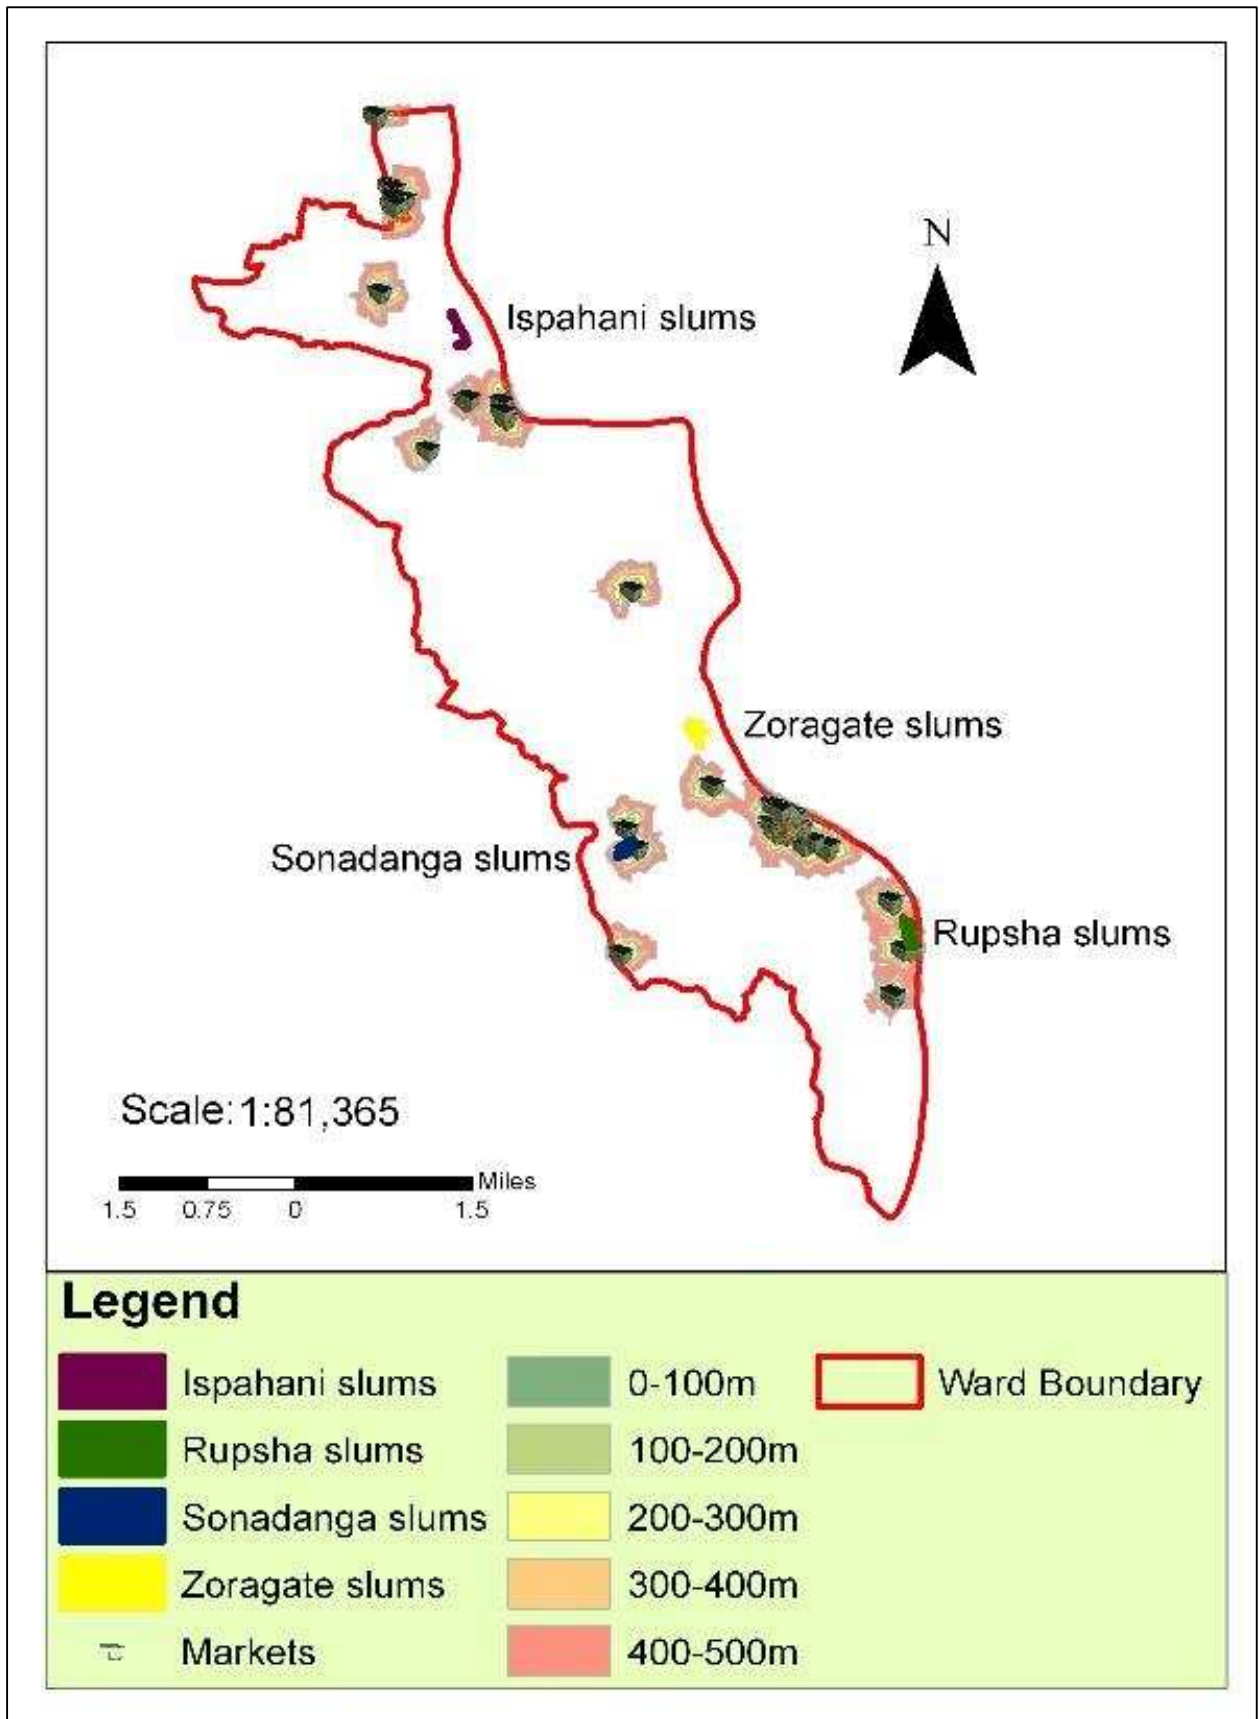 N
Ispahani slums
Zoragate slums
Sonadanga slums
Rupsha slums
Scale: 1:81,365
Miles
1.5 0.75 0 1.5
Legend
Ispahani slums 0-100m Ward Boundary
Rupsha slums 100-200m
Sonadanga slums 200-300m
Zoragate slums 300-400m
Markets 400-500m